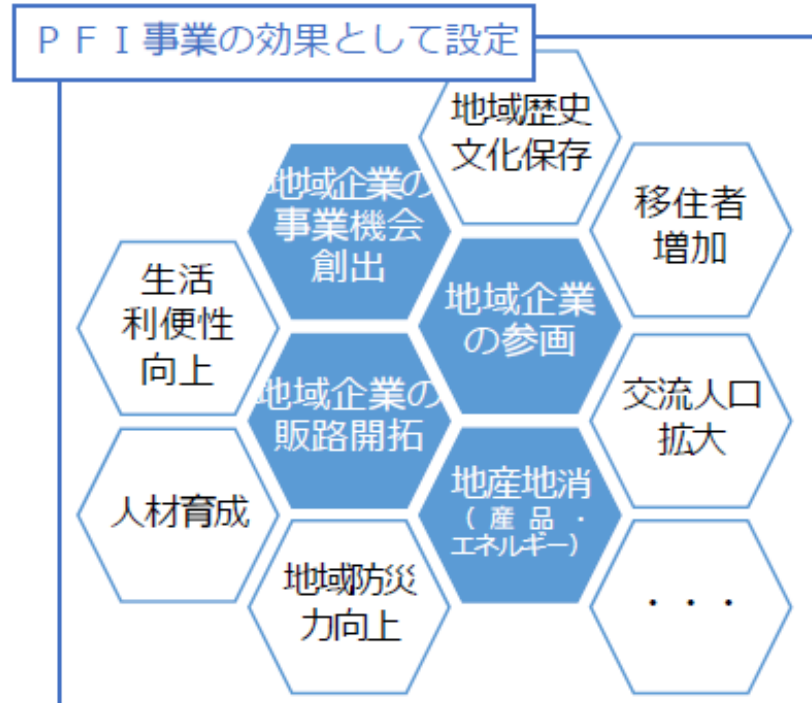 ＰＦＩ事業の効果として設定
地域歴史
文化保存
地域企業の
事業機会
創出
移住者
増加
生活
利便性
向上
地域企業
の参画
地域企業の
販路開拓
交流人口
拡大
人材育成
地産地消
（産品・
エネルギー）
地域防災
力向上
・・・